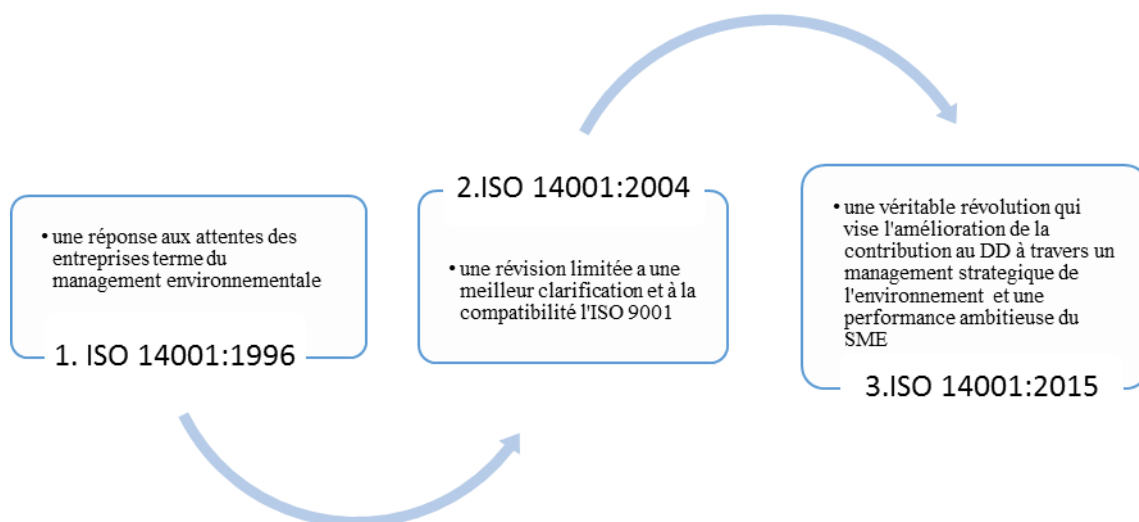 • une réponse aux attentes des
entreprises terme du
management environnementale
1. ISO 14001:1996
2.ISO 14001:2004
• une révision limitée a une
meilleur clarification et à la
compatibilité l'ISO 9001
• une véritable révolution qui
vise l'amélioration de la
contribution au DD à travers un
management strategique de
l'environnement et une
performance ambitieuse du
SME
3.ISO 14001:2015